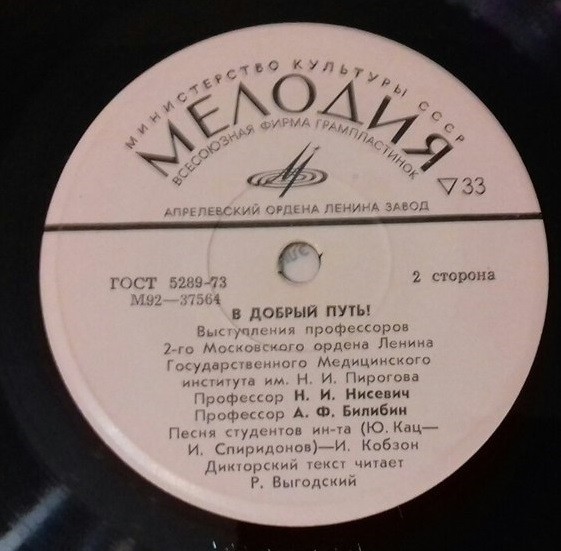 МИНИСТЕРСТВО КУЛЬТУРЫ СССР
МЕЛОДИЯ
ВСЕСОЮЗНАЯ ФИРМА ГРАМПЛАСТИНОК
▽33
АПРЕЛЕВСКИЙ ОРДЕНА ЛЕНИНА ЗАВОД
ГОСТ 5289-73
2 сторона
М92—37564
В ДОБРЫЙ ПУТЬ!
Выступления профессоров
2-го Московского ордена Ленина
Государственного Медицинского
института им. Н. И. Пирогова
Профессор Н. И. Нисевич
Профессор А. Ф. Билибин
Песня студентов ин-та (Ю. Кац—
И. Спиридонов)—И. Кобзон
Дикторский текст читает
Р. Выгодский